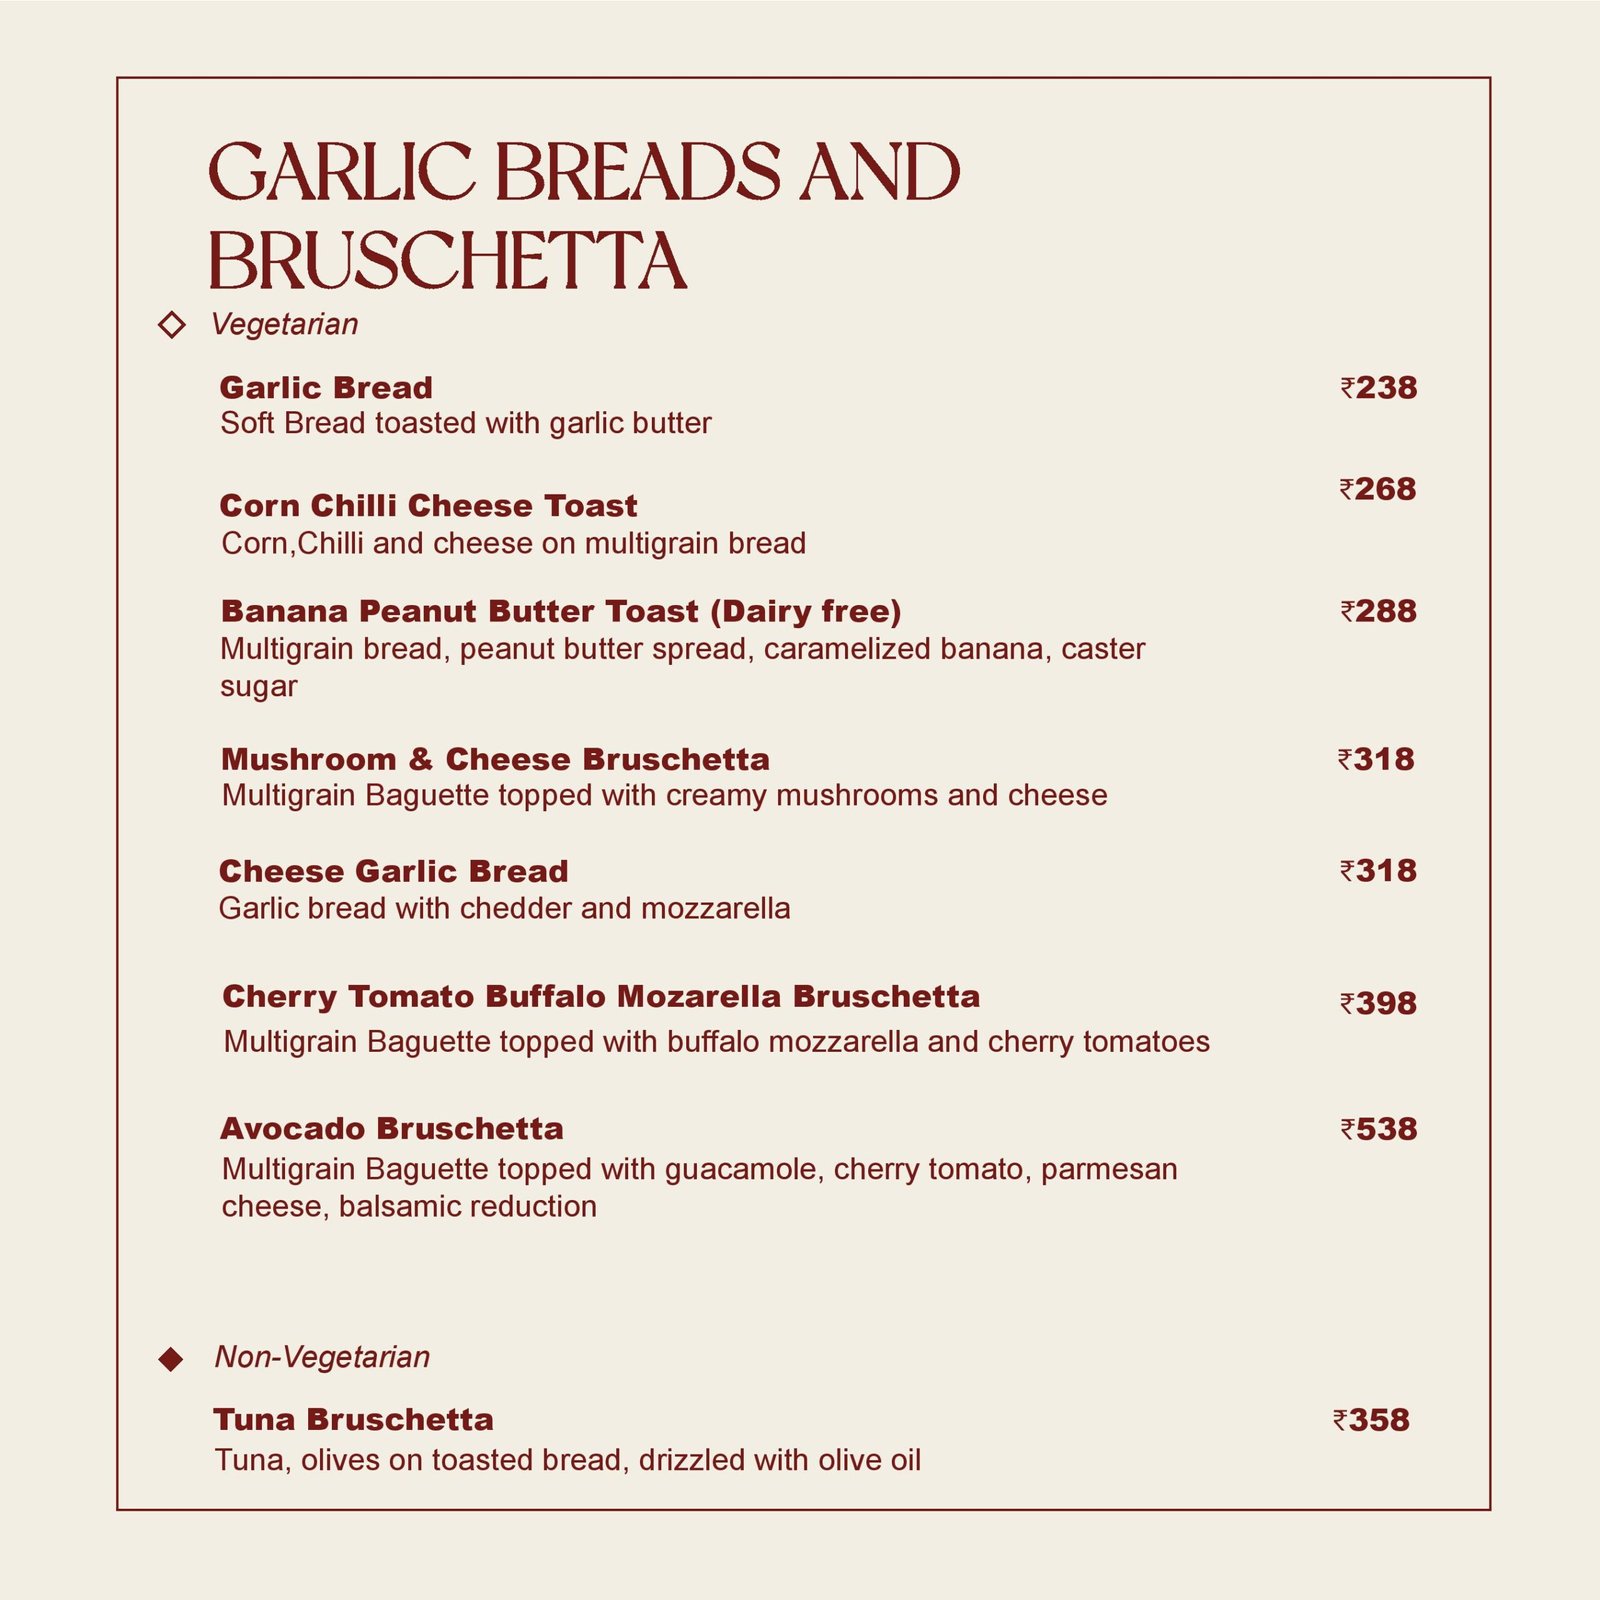 GARLIC BREADS AND
BRUSCHETTA
Vegetarian
Garlic Bread ₹238
Soft Bread toasted with garlic butter
Corn Chilli Cheese Toast ₹268
Corn,Chilli and cheese on multigrain bread
Banana Peanut Butter Toast (Dairy free) ₹288
Multigrain bread, peanut butter spread, caramelized banana, caster
sugar
Mushroom & Cheese Bruschetta ₹318
Multigrain Baguette topped with creamy mushrooms and cheese
Cheese Garlic Bread ₹318
Garlic bread with chedder and mozzarella
Cherry Tomato Buffalo Mozarella Bruschetta ₹398
Multigrain Baguette topped with buffalo mozzarella and cherry tomatoes
Avocado Bruschetta ₹538
Multigrain Baguette topped with guacamole, cherry tomato, parmesan
cheese, balsamic reduction
Non-Vegetarian
Tuna Bruschetta ₹358
Tuna, olives on toasted bread, drizzled with olive oil